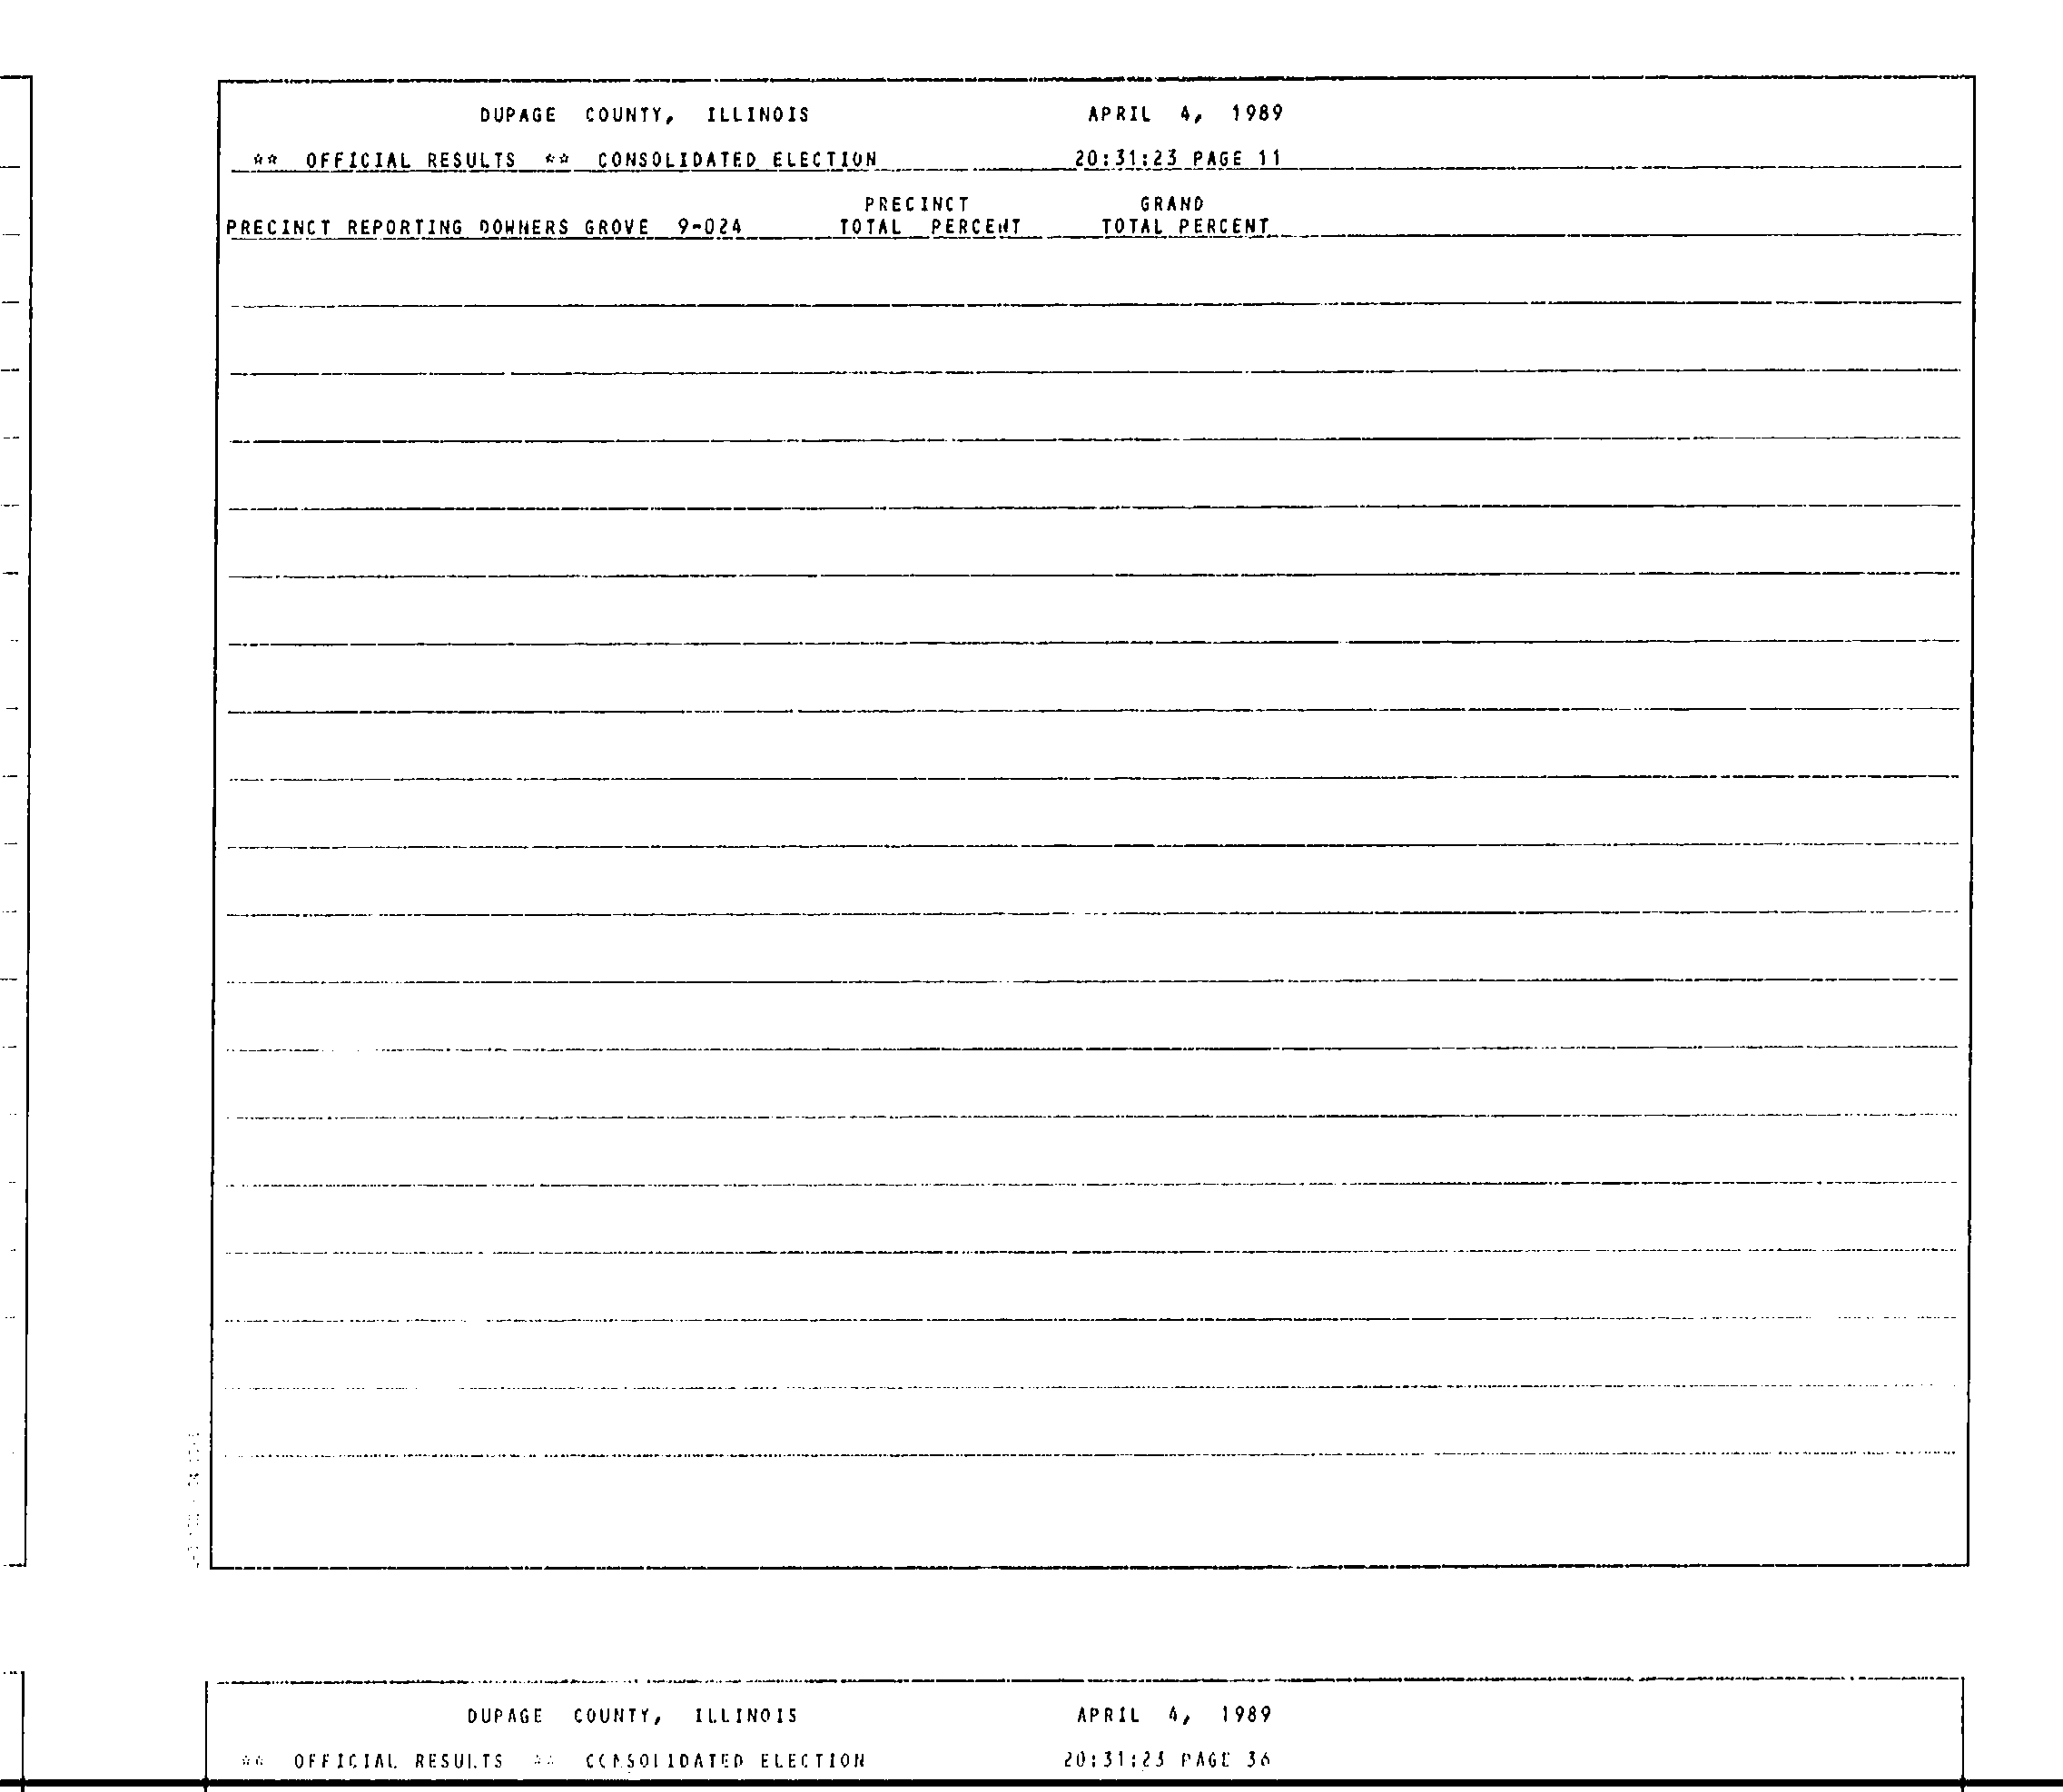 DUPAGE COUNTY, ILLINOIS APRIL 4, 1989
** OFFICIAL RESULTS ** CONSOLIDATED ELECTION 20:31:23 PAGE 11
PRECINCT GRAND
PRECINCT REPORTING DOWNERS GROVE 9-024 TOTAL PERCENT TOTAL PERCENT
DUPAGE COUNTY, ILLINOIS APRIL 4, 1989
** OFFICIAL RESULTS ** CONSOLIDATED ELECTION 20:31:23 PAGE 36